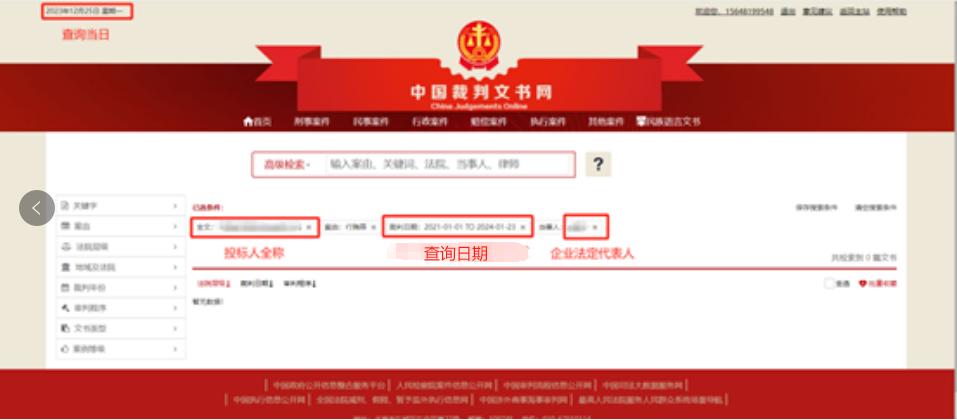 2023年12月25日 星期一
欢迎您，15648199548 退出 意见建议 返回主站 使用帮助
查询当日
中国裁判文书网
China Judgements Online
首页 刑事案件 民事案件 行政案件 赔偿案件 执行案件 其他案件 民族语言文书
高级检索 输入案由、关键词、法院、当事人、律师 ?
关键字
案由
法院层级
地域及法院
裁判年份
审判程序
文书类型
案例等级
已选条件：
保存搜索条件 清空搜索条件
全文： × 案由：行贿罪 × 裁判日期：2021-01-01 TO 2024-01-23 × 当事人： ×
投标人全称
查询日期
企业法定代表人
共检索到 0 篇文书
法院层级 裁判日期 审判程序
全选 批量收藏
暂无数据!
中国政府公开信息整合服务平台 | 人民检察院案件信息公开网 | 中国审判流程信息公开网 | 中国司法大数据服务网
中国执行信息公开网 | 全国法院减刑、假释、暂予监外执行信息网 | 中国涉外商事海事审判网 | 最高人民法院服务人民群众系统场景导航